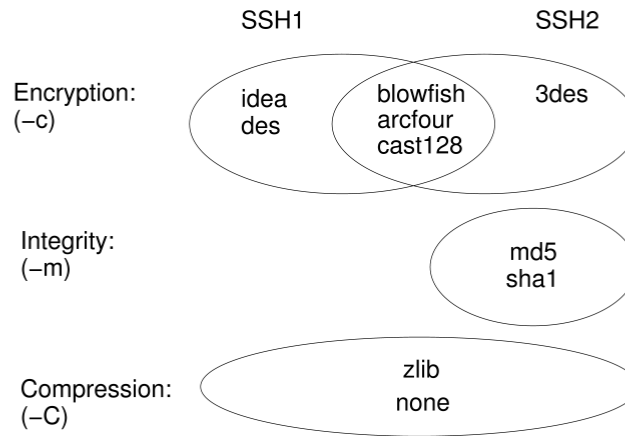 SSH1 SSH2
Encryption:
(−c)
idea
des
blowfish
arcfour
cast128
3des
Integrity:
(−m)
md5
sha1
Compression:
(−C)
zlib
none